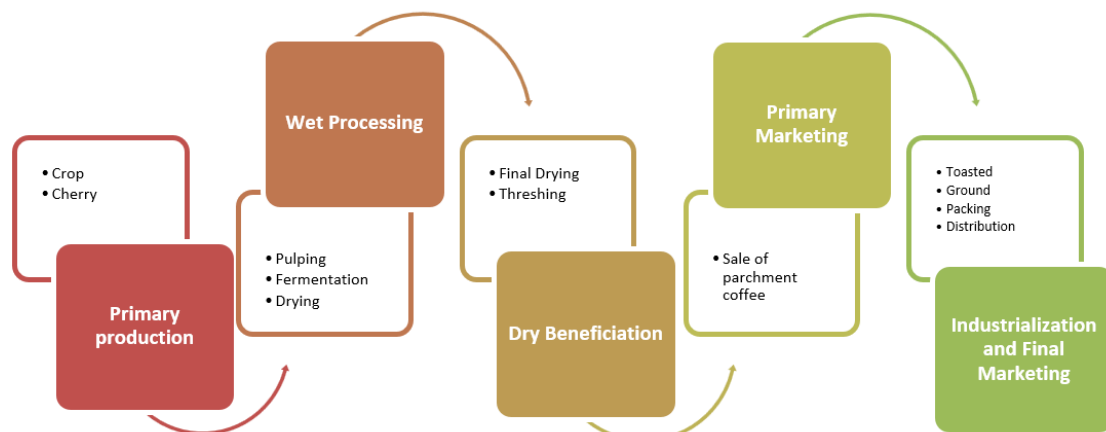 • Crop
• Cherry
Primary
production
Wet Processing
• Pulping
• Fermentation
• Drying
• Final Drying
• Threshing
Dry Beneficiation
Primary
Marketing
• Sale of
parchment
coffee
• Toasted
• Ground
• Packing
• Distribution
Industrialization
and Final
Marketing